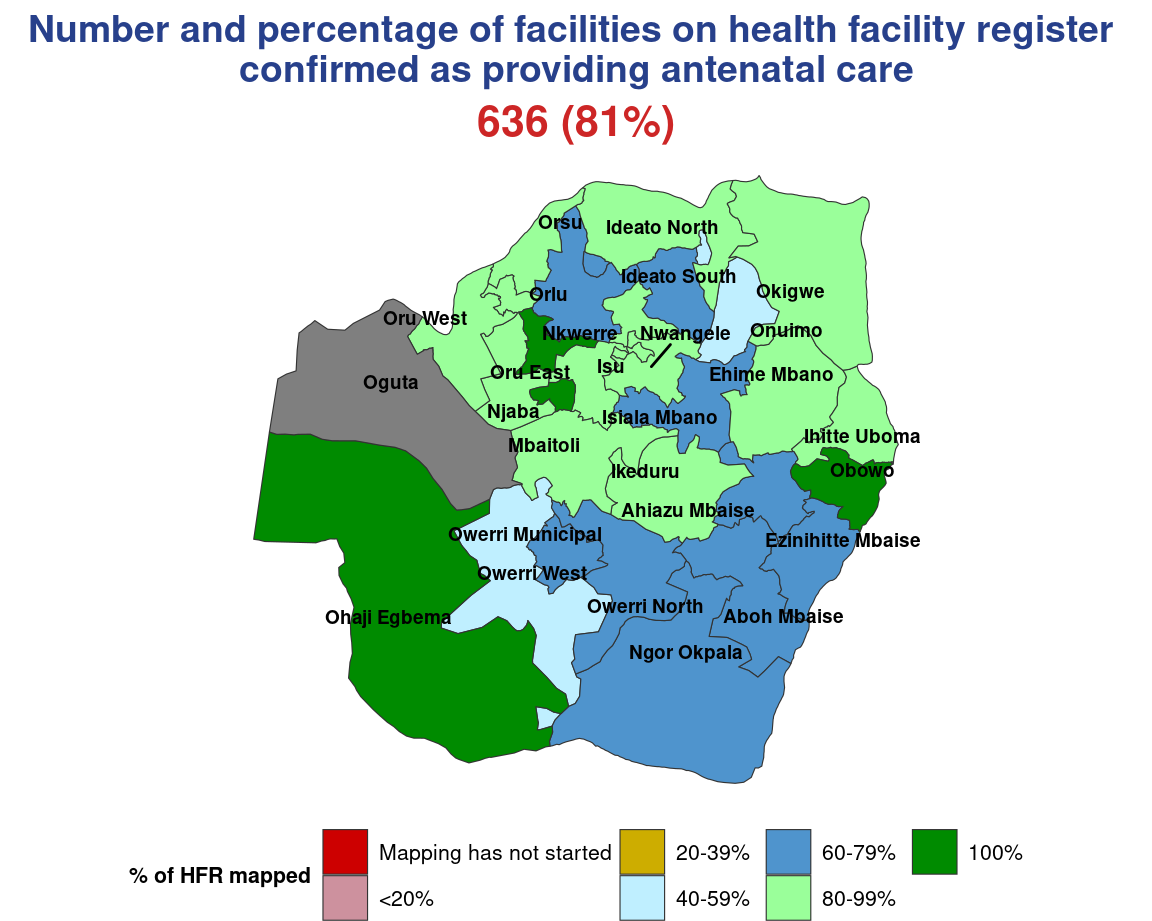 Number and percentage of facilities on health facility register
confirmed as providing antenatal care
636 (81%)
Orsu
Ideato North
Ideato South
Orlu
Okigwe
Oru West
Nkwerre
Nwangele
Onuimo
Isu
Oru East
Ehime Mbano
Oguta
Njaba
Isiala Mbano
Mbaitoli
Ihitte Uboma
Ikeduru
Obowo
Ahiazu Mbaise
Owerri Municipal
Ezinihitte Mbaise
Owerri West
Owerri North
Ohaji Egbema
Aboh Mbaise
Ngor Okpala
% of HFR mapped
Mapping has not started
<20%
20-39%
40-59%
60-79%
80-99%
100%